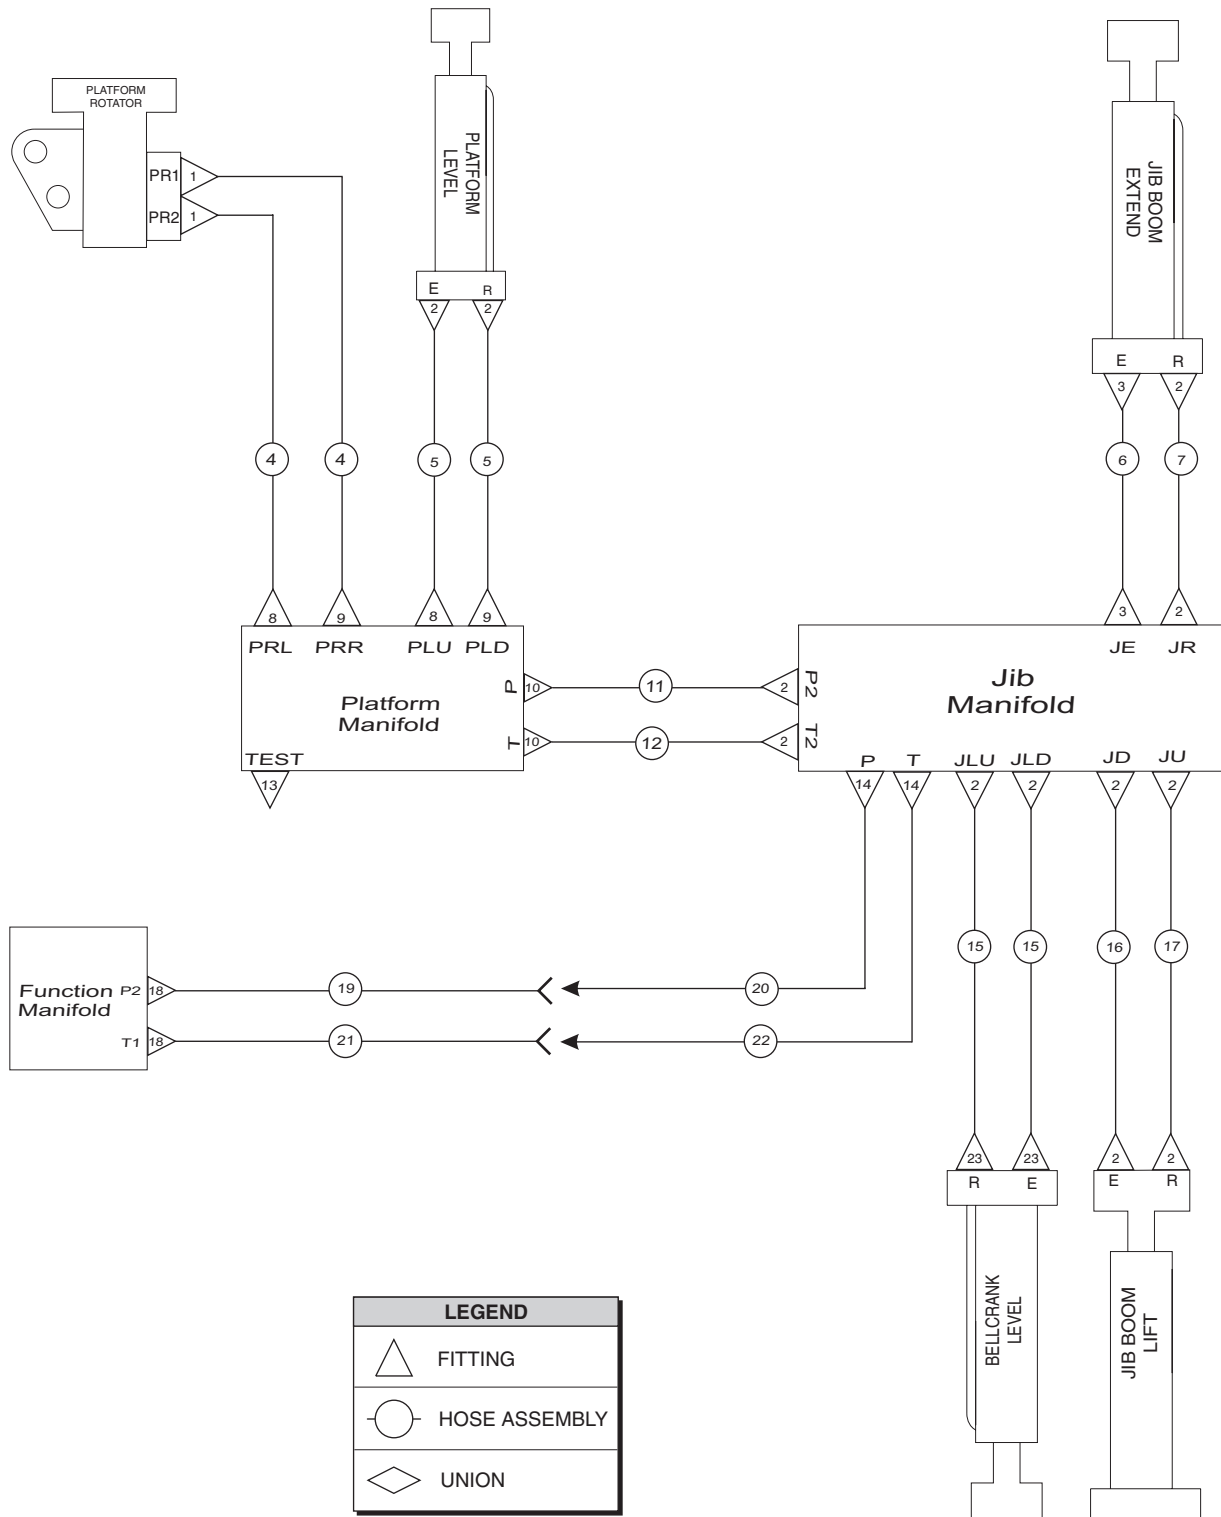 PLATFORM
ROTATOR
PR1 1
PR2 1
PLATFORM
LEVEL
E R
2 2
JIB BOOM
EXTEND
E R
3 2
4 4 5 5 6 7
8 9 8 9
PRL PRR PLU PLD
3 2
JE JR
Platform
Manifold
P 10 11 2 P2
T 10 12 2 T2
TEST
13
Jib
Manifold
P T JLU JLD JD JU
14 14 2 2 2 2
15 15 16 17
Function
Manifold
P2 18 19 20
T1 18 21 22
23 23 2 2
R E E R
BELLCRANK
LEVEL
JIB BOOM
LIFT
LEGEND
FITTING
HOSE ASSEMBLY
UNION